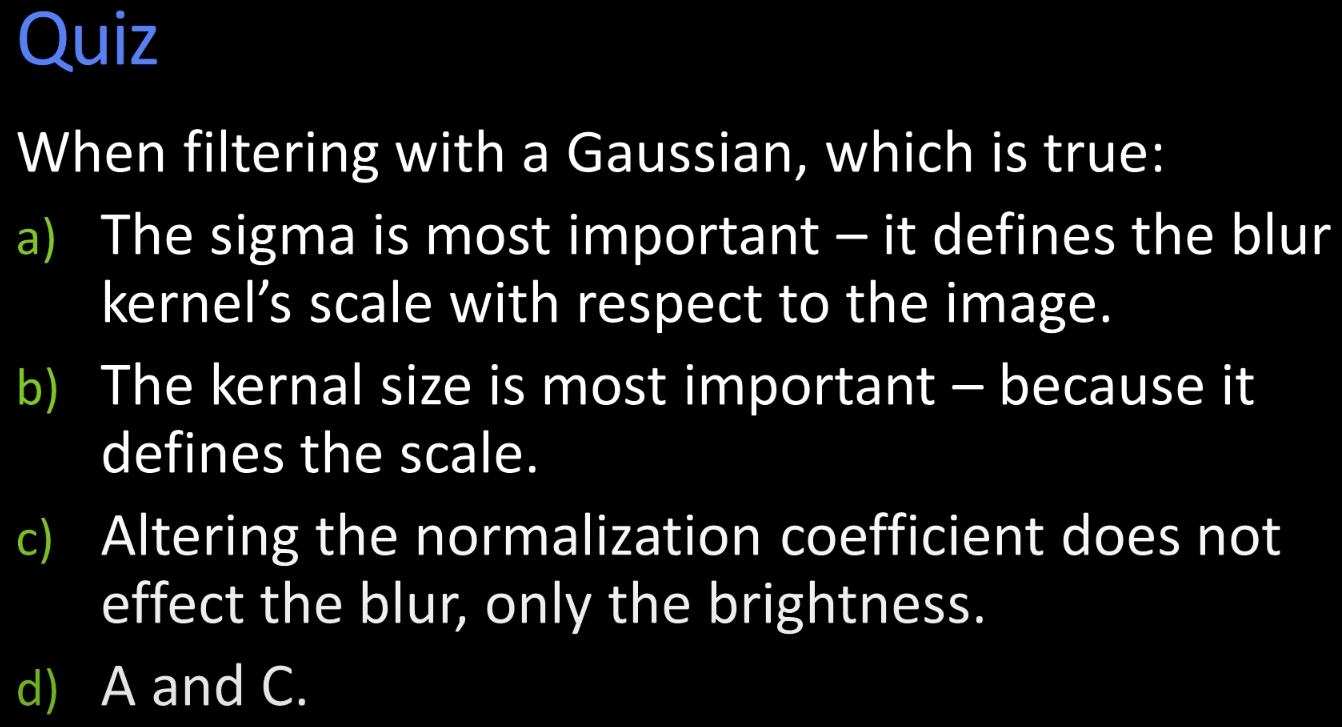 Quiz
When filtering with a Gaussian, which is true:
a) The sigma is most important – it defines the blur
kernel’s scale with respect to the image.
b) The kernal size is most important – because it
defines the scale.
c) Altering the normalization coefficient does not
effect the blur, only the brightness.
d) A and C.